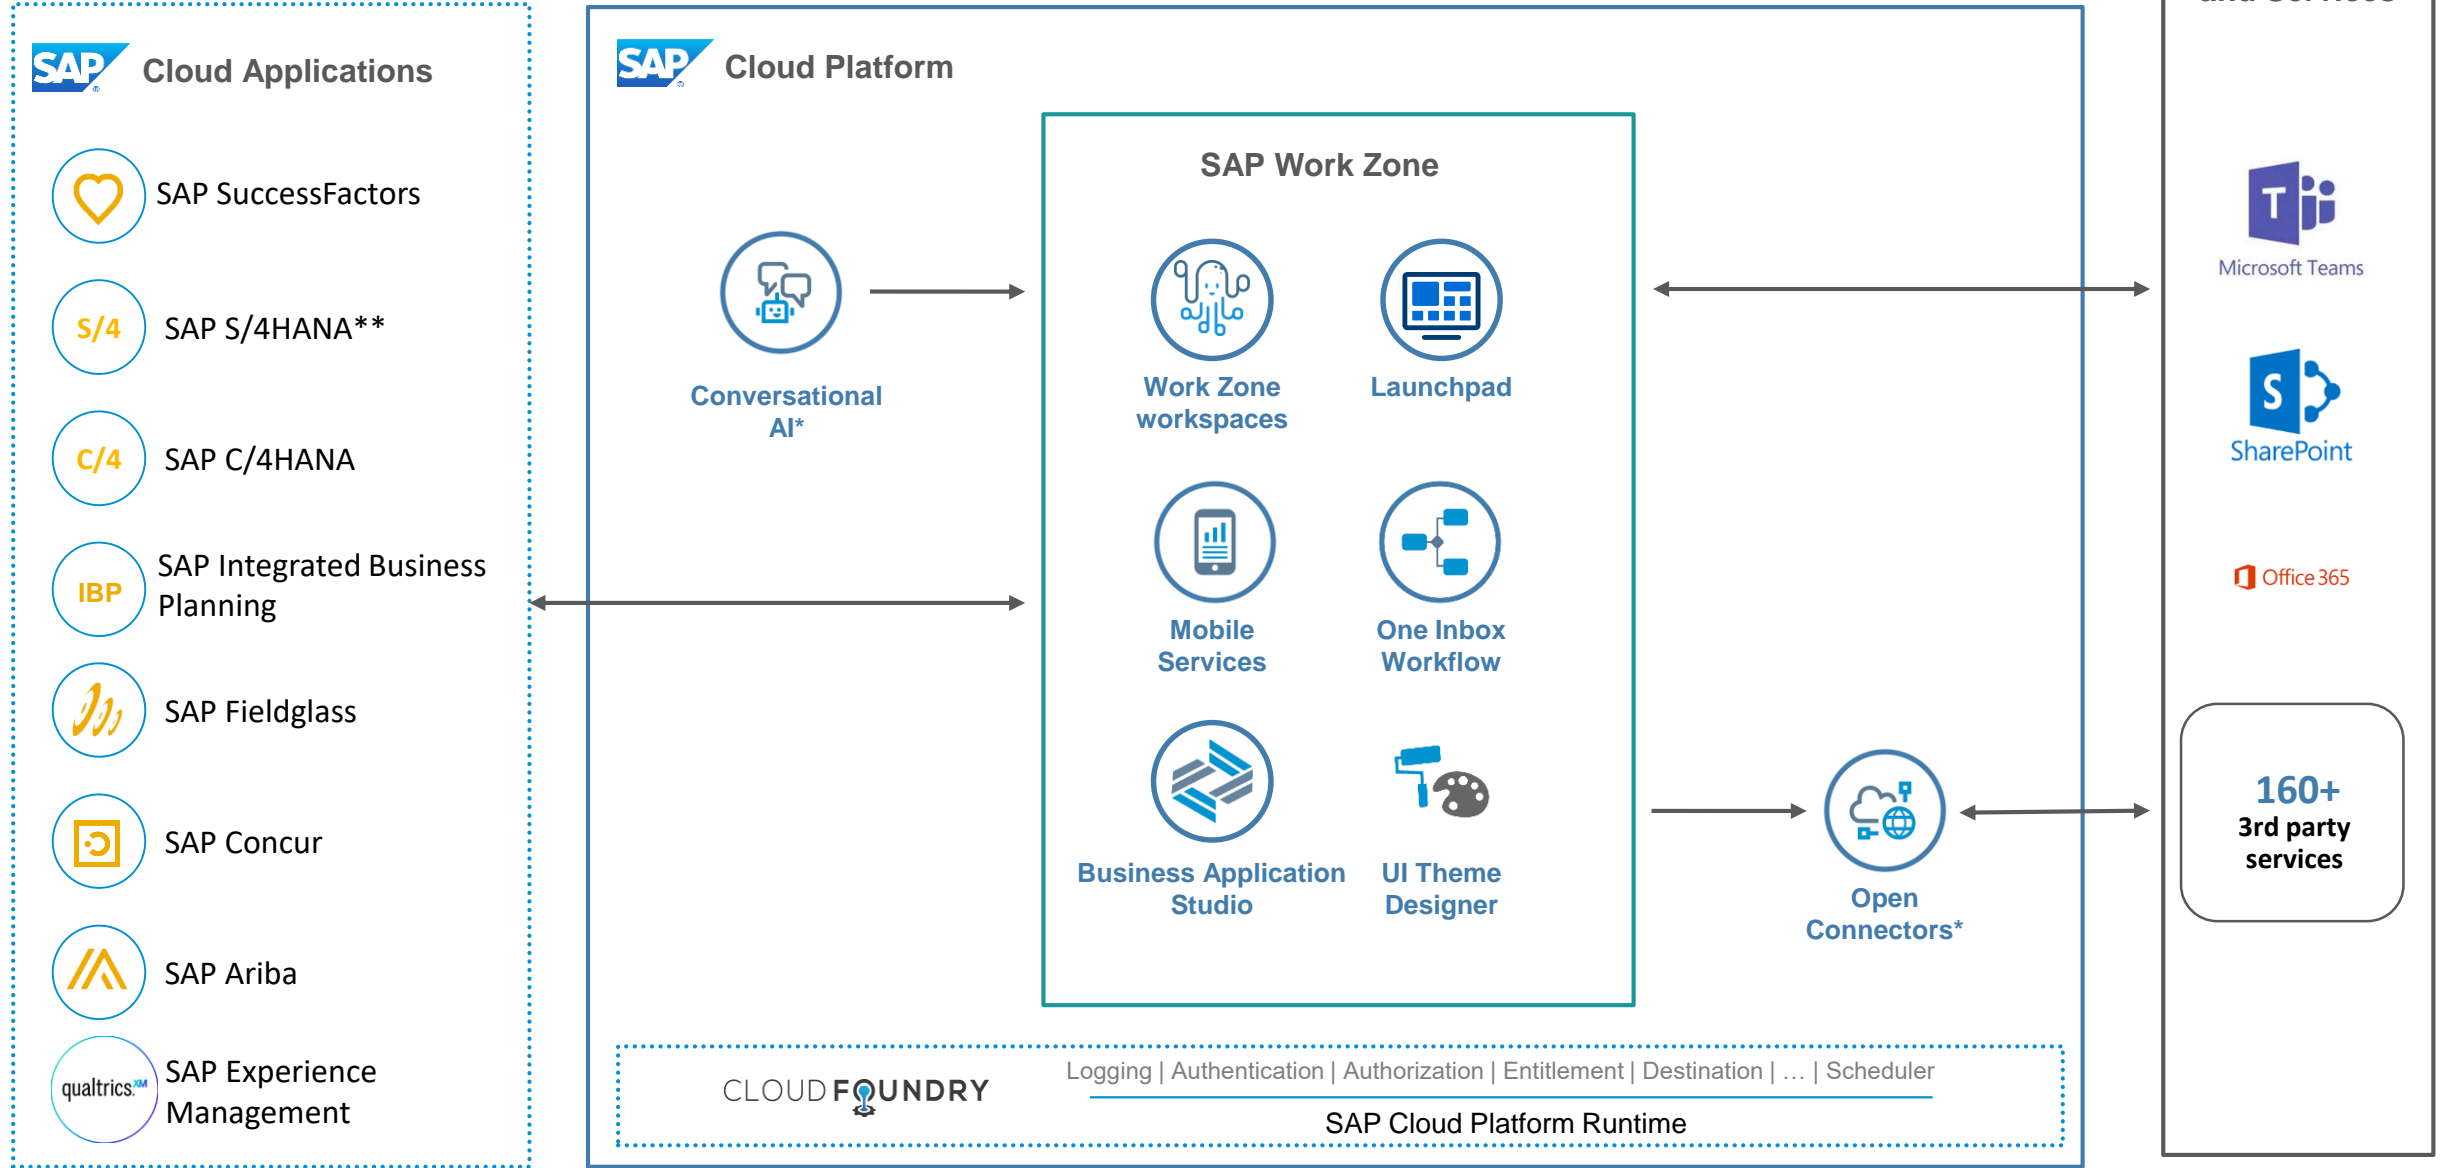 SAP Cloud Applications
SAP SuccessFactors
S/4 SAP S/4HANA**
C/4 SAP C/4HANA
IBP SAP Integrated Business
Planning
SAP Fieldglass
SAP Concur
SAP Ariba
qualtrics.XM SAP Experience
Management
SAP® Cloud Platform
Conversational
AI*
SAP Work Zone
Work Zone
workspaces
Launchpad
Mobile
Services
One Inbox
Workflow
Business Application
Studio
UI Theme
Designer
Open
Connectors*
CLOUD FOUNDRY
Logging | Authentication | Authorization | Entitlement | Destination | … | Scheduler
SAP Cloud Platform Runtime
and Services
T
Microsoft Teams
S
SharePoint
Office 365
160+
3rd party
services